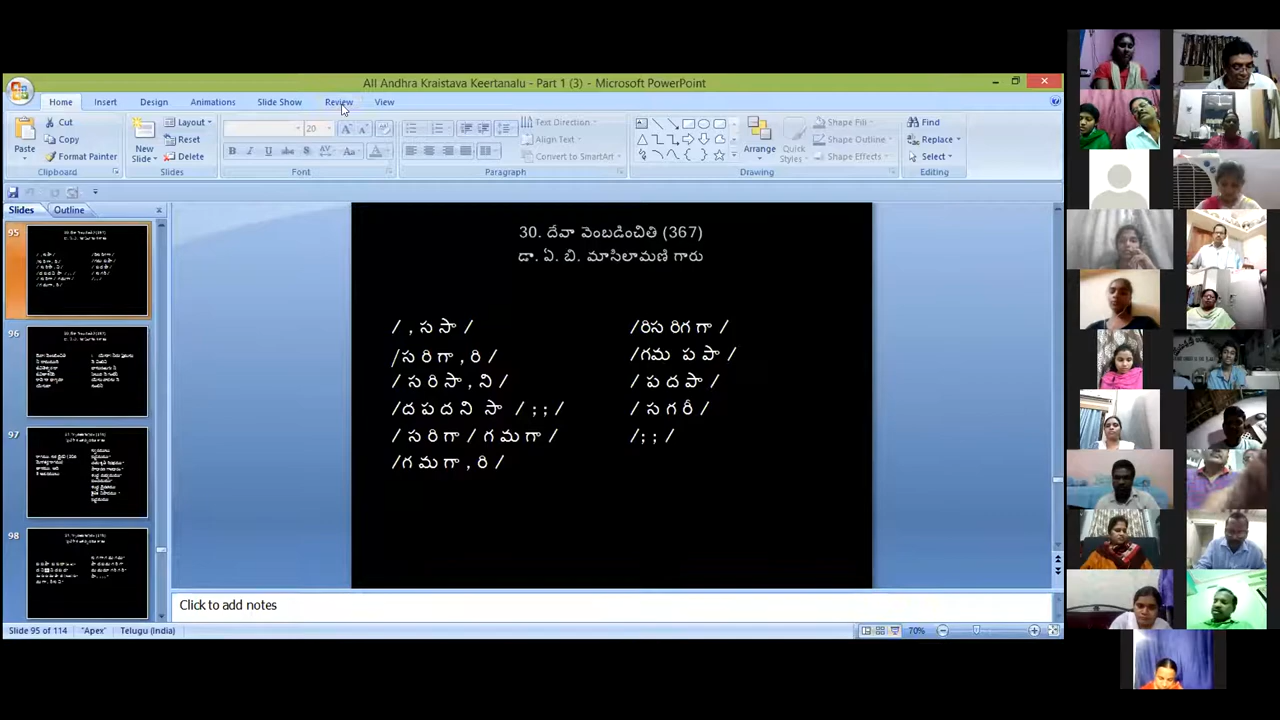 All Andhra Kraistava Keertanalu - Part 1 (3) - Microsoft PowerPoint
Home Insert Design Animations Slide Show Review View
Cut
Copy
Format Painter
Paste
Clipboard
New Slide
Layout
Reset
Delete
Slides
20
Font
Text Direction
Align Text
Convert to SmartArt
Paragraph
Arrange
Quick Styles
Shape Fill
Shape Outline
Shape Effects
Drawing
Find
Replace
Select
Editing
Slides Outline
95
96
97
98
30. దేవా వెంబడించితి (367)
డా. ఏ. బి. మాసిలామణి గారు
/ , స సా /
/స రి గా , రి /
/ స రి సా , ని /
/ద ప ద ని సా / ; ; /
/ స రి గా / గ మ గా /
/గ మ గా , రి /
/రిస రిగ గా /
/గమ ప పా /
/ ప ద పా /
/ స గ రీ /
/; ; /
Click to add notes
Slide 95 of 114 "Apex" Telugu (India) 70%